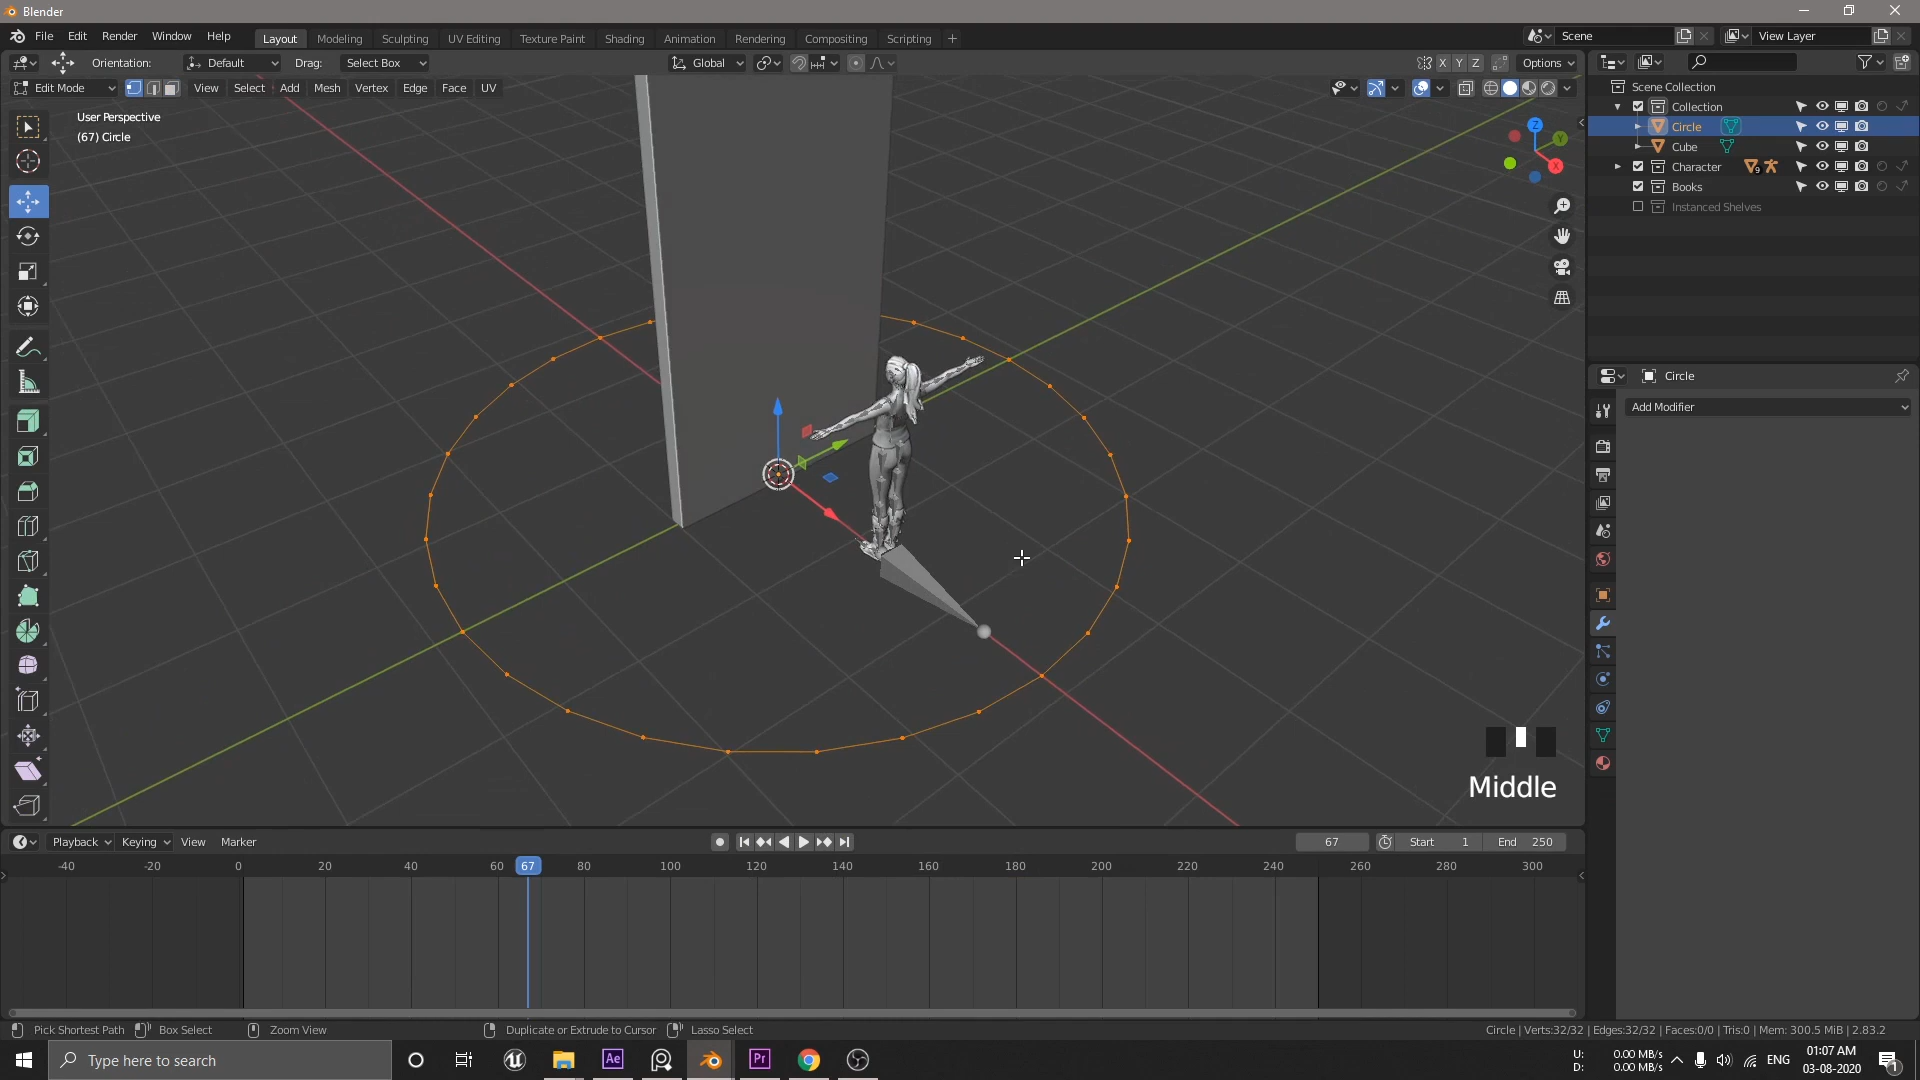 Blender
File Edit Render Window Help Layout Modeling Sculpting UV Editing Texture Paint Shading Animation Rendering Compositing Scripting + Scene View Layer
Orientation: Default Drag: Select Box Global X Y Z Options
Edit Mode View Select Add Mesh Vertex Edge Face UV
User Perspective
(67) Circle
Z
Y
X
Scene Collection
Collection
Circle
Cube
Character 9
Books
Instanced Shelves
Circle
Add Modifier
Middle
Playback Keying View Marker 67 Start 1 End 250
-40 -20 0 20 40 60 67 80 100 120 140 160 180 200 220 240 260 280 300
Pick Shortest Path Box Select Zoom View Duplicate or Extrude to Cursor Lasso Select Circle | Verts:32/32 | Edges:32/32 | Faces:0/0 | Tris:0 | Mem: 300.5 MiB | 2.83.2
Type here to search Ae Pr U: 0.00 MB/s ENG 01:07 AM
D: 0.00 MB/s 03-08-2020 1